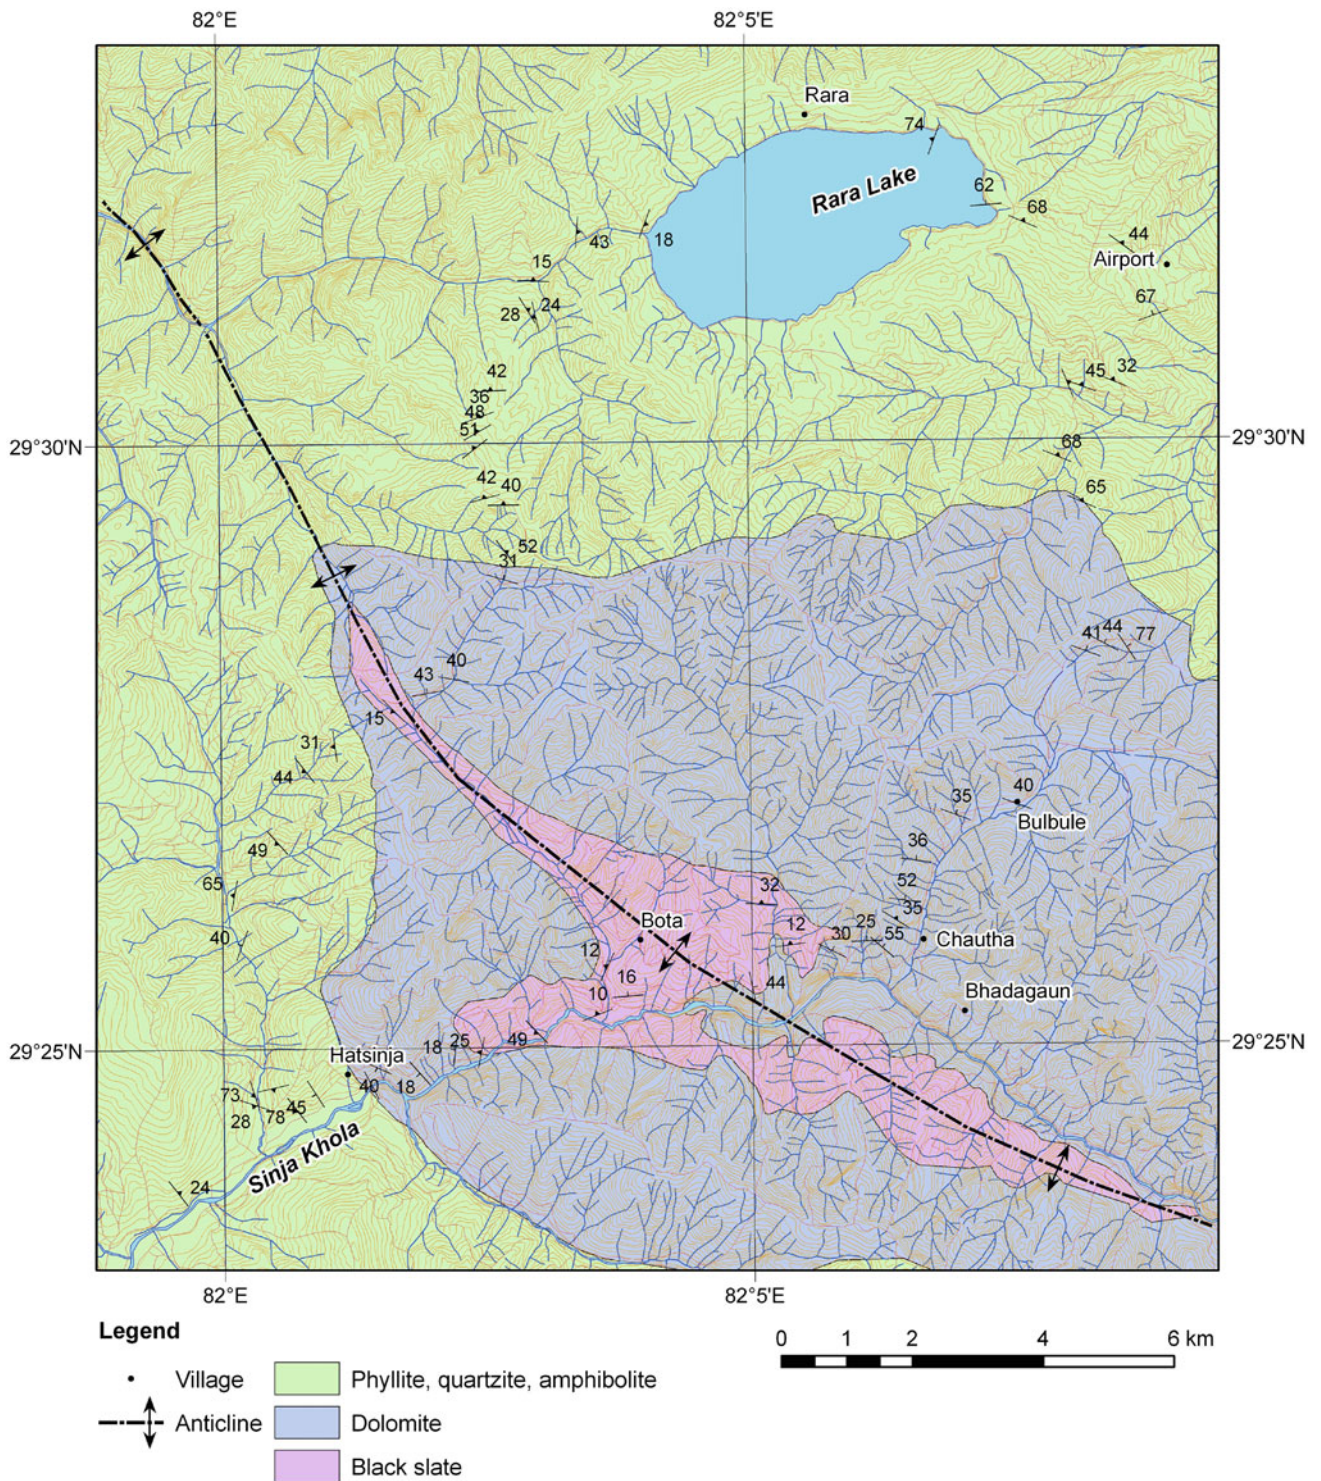 82°E 82°5'E
Rara
74
Rara Lake
62
68
43 18
44
Airport
15
28 24
67
42
36
48
51
45 32
29°30'N 29°30'N
68
42 40
65
52
31
41 44 77
43 40
15
31
44
40
35
Bulbule
36
49
65
52
32
35
Bota
12
30 25 55
Chautha
40
12
16
44
10
Bhadagaun
49
18 25
29°25'N 29°25'N
Hatsinja
40 18
73
28 78 45
Sinja Khola
24
82°E 82°5'E
Legend
Village
Anticline
Phyllite, quartzite, amphibolite
Dolomite
Black slate
0 1 2 4 6 km